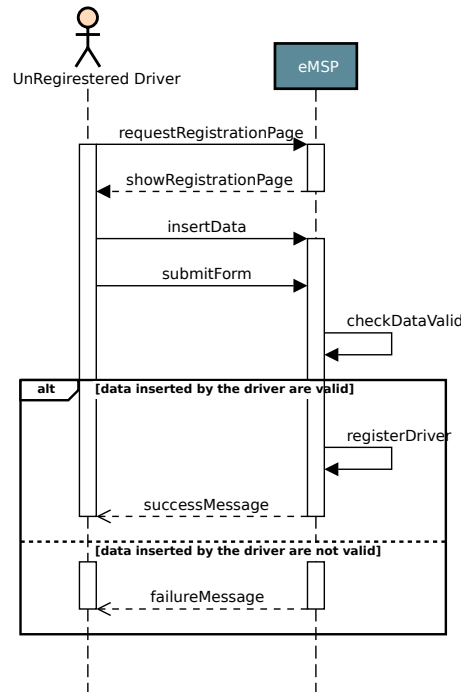 UnRegirestered Driver
eMSP
requestRegistrationPage
showRegistrationPage
insertData
submitForm
checkDataValid
alt
[data inserted by the driver are valid]
registerDriver
successMessage
[data inserted by the driver are not valid]
failureMessage